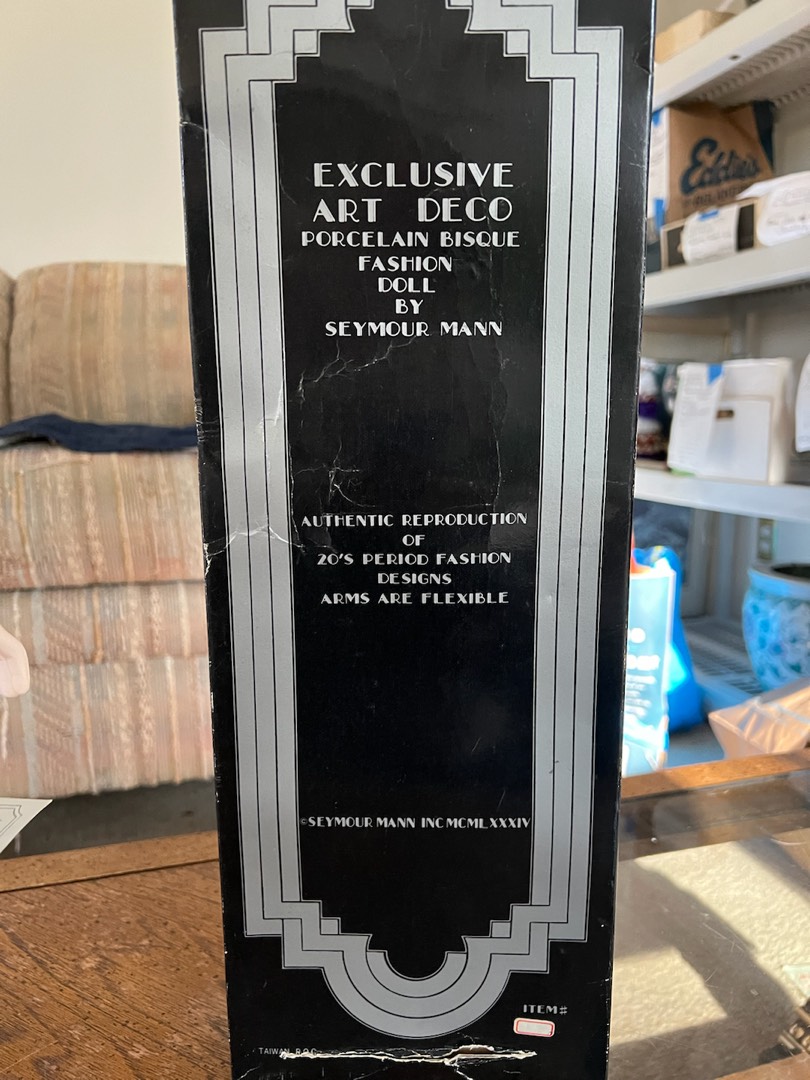 EXCLUSIVE
ART DECO
PORCELAIN BISQUE
FASHION
DOLL
BY
SEYMOUR MANN
AUTHENTIC REPRODUCTION
OF
20'S PERIOD FASHION
DESIGNS
ARMS ARE FLEXIBLE
©SEYMOUR MANN INC MCMLXXXIV
ITEM#
TAIWAN R.O.C.
Eddie's